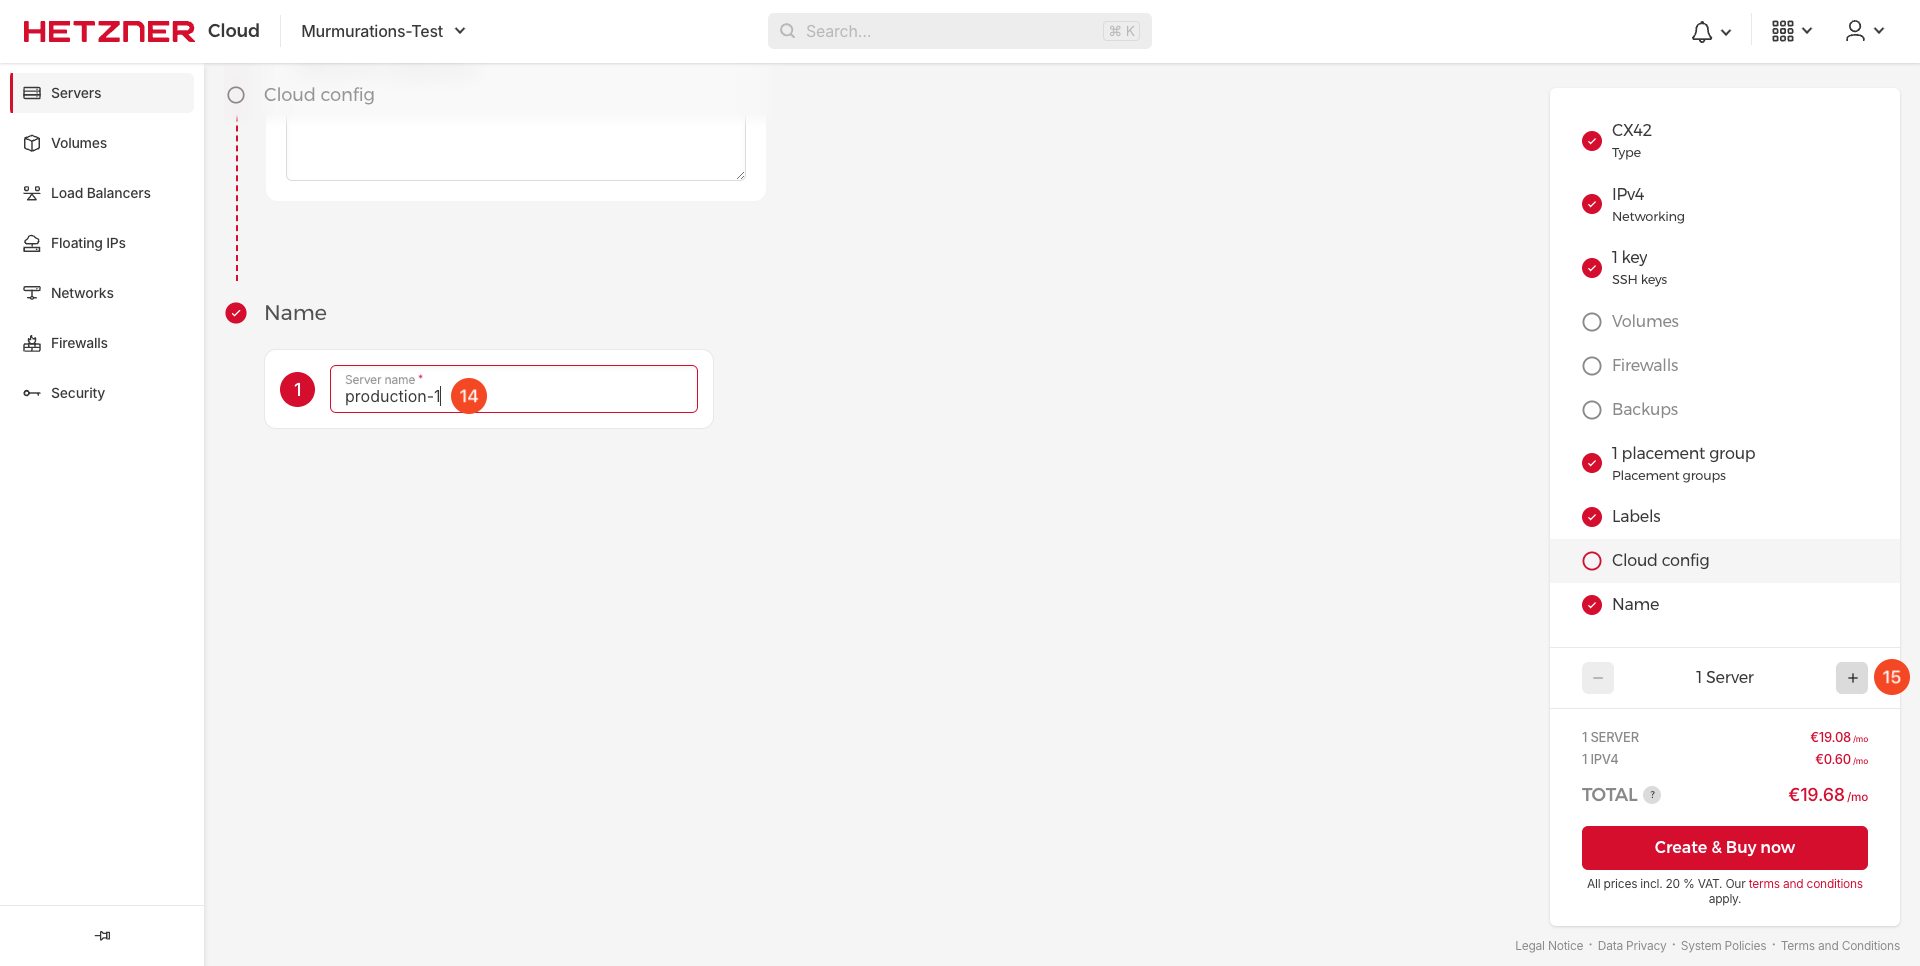 HETZNER Cloud
Murmurations-Test
Search...
⌘ K
Servers
Volumes
Load Balancers
Floating IPs
Networks
Firewalls
Security
Cloud config
Name
1
Server name *
production-1
14
CX42
Type
IPv4
Networking
1 key
SSH keys
Volumes
Firewalls
Backups
1 placement group
Placement groups
Labels
Cloud config
Name
− 1 Server +
15
1 SERVER €19.08 /mo
1 IPV4 €0.60 /mo
TOTAL ? €19.68 /mo
Create & Buy now
All prices incl. 20 % VAT. Our terms and conditions
apply.
Legal Notice · Data Privacy · System Policies · Terms and Conditions